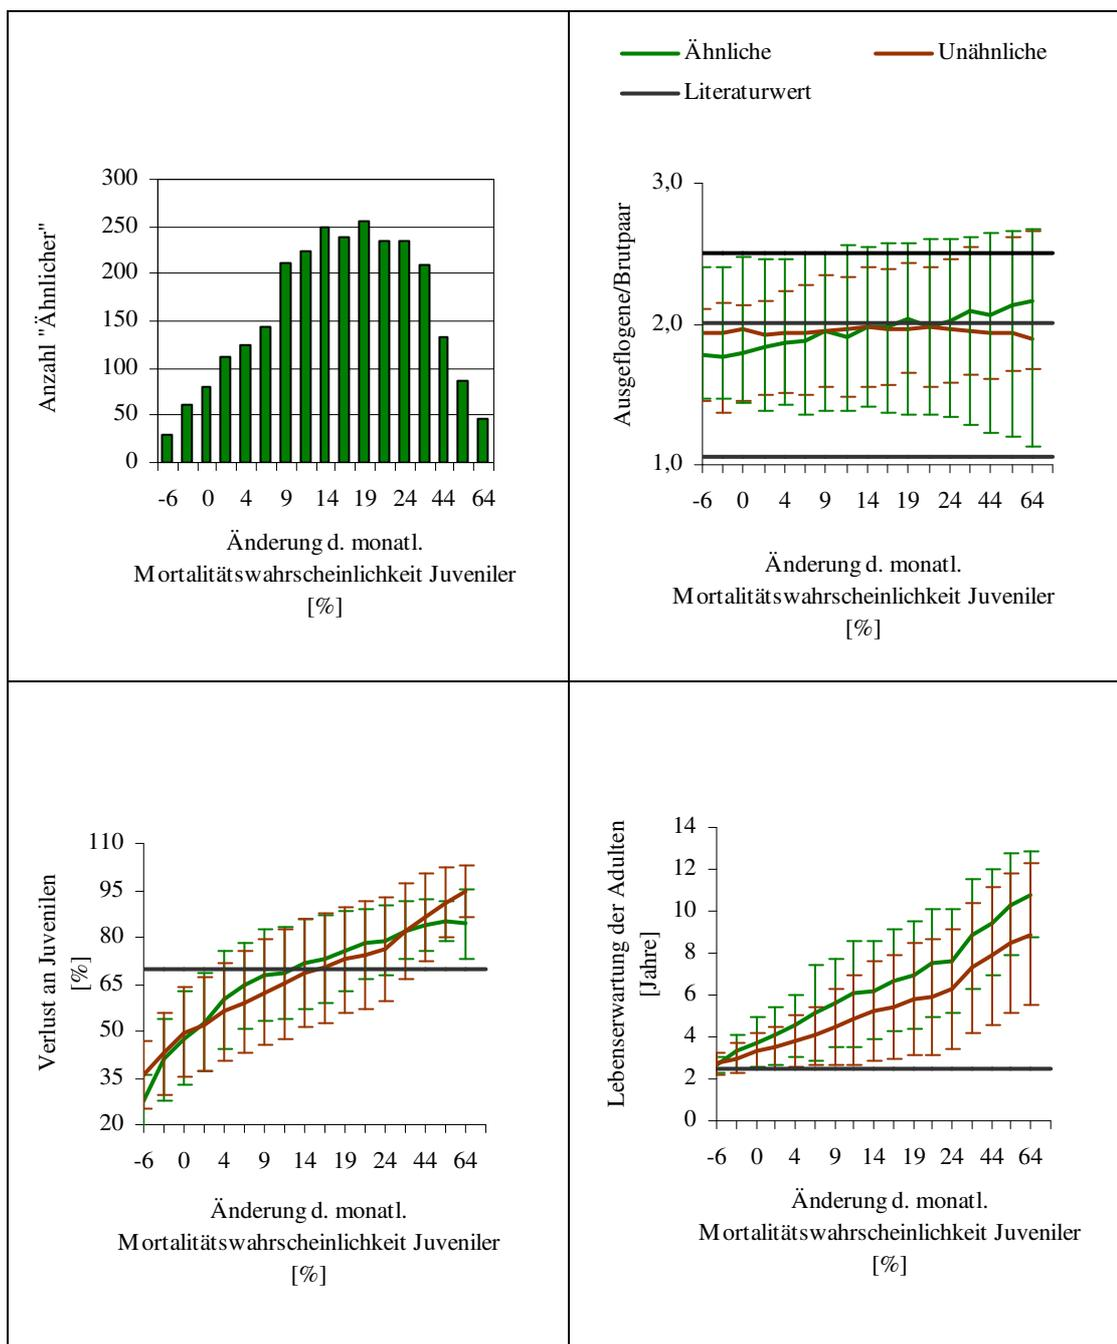 Anzahl "Ähnlicher"
300
250
200
150
100
50
0
-6 0 4 9 14 19 24 44 64
Änderung d. monatl.
Mortalitätswahrscheinlichkeit Juveniler
[%]
Ähnliche Unähnliche
Literaturwert
Ausgeflogene/Brutpaar
3,0
2,0
1,0
-6 0 4 9 14 19 24 44 64
Änderung d. monatl.
Mortalitätswahrscheinlichkeit Juveniler
[%]
Verlust an Juvenilen
[%]
110
95
80
65
50
35
20
-6 0 4 9 14 19 24 44 64
Änderung d. monatl.
Mortalitätswahrscheinlichkeit Juveniler
[%]
Lebenserwartung der Adulten
[Jahre]
14
12
10
8
6
4
2
0
-6 0 4 9 14 19 24 44 64
Änderung d. monatl.
Mortalitätswahrscheinlichkeit Juveniler
[%]